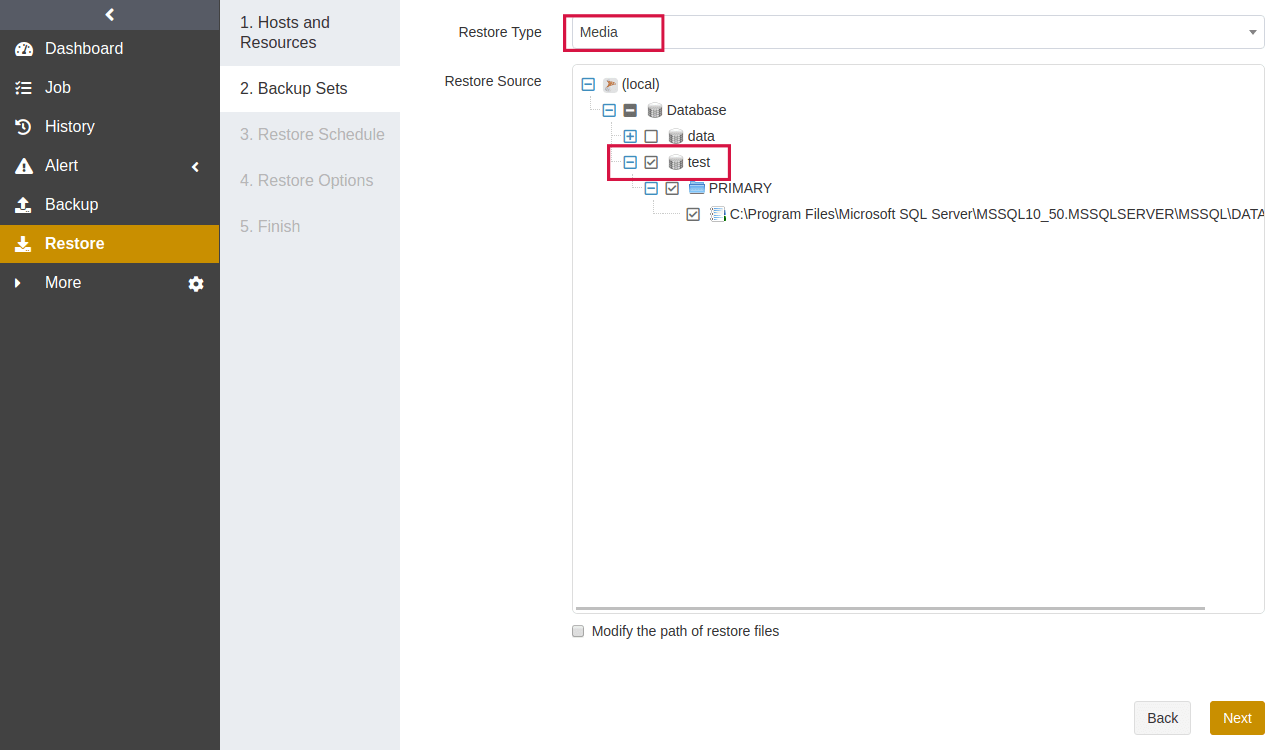 Dashboard
Job
History
Alert
Backup
Restore
More
1. Hosts and
Resources
2. Backup Sets
3. Restore Schedule
4. Restore Options
5. Finish
Restore Type
Media
Restore Source
(local)
Database
data
test
PRIMARY
C:\Program Files\Microsoft SQL Server\MSSQL10_50.MSSQLSERVER\MSSQL\DATA
Modify the path of restore files
Back
Next